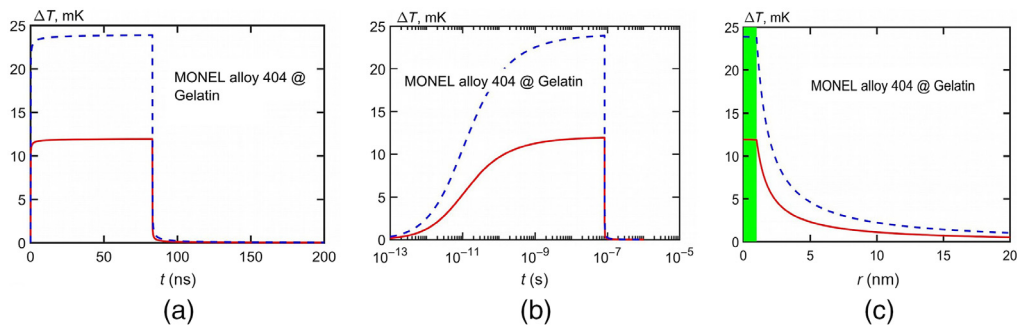 ΔT, mK
25
20
15
10
5
0
0
50
100
150
200
MONEL alloy 404 @
Gelatin
t (ns)
(a)
ΔT, mK
25
20
15
10
5
0
10−13
10−11
10−9
10−7
10−5
MONEL alloy 404 @ Gelatin
t (s)
(b)
ΔT, mK
25
20
15
10
5
0
0
5
10
15
20
MONEL alloy 404 @ Gelatin
r (nm)
(c)